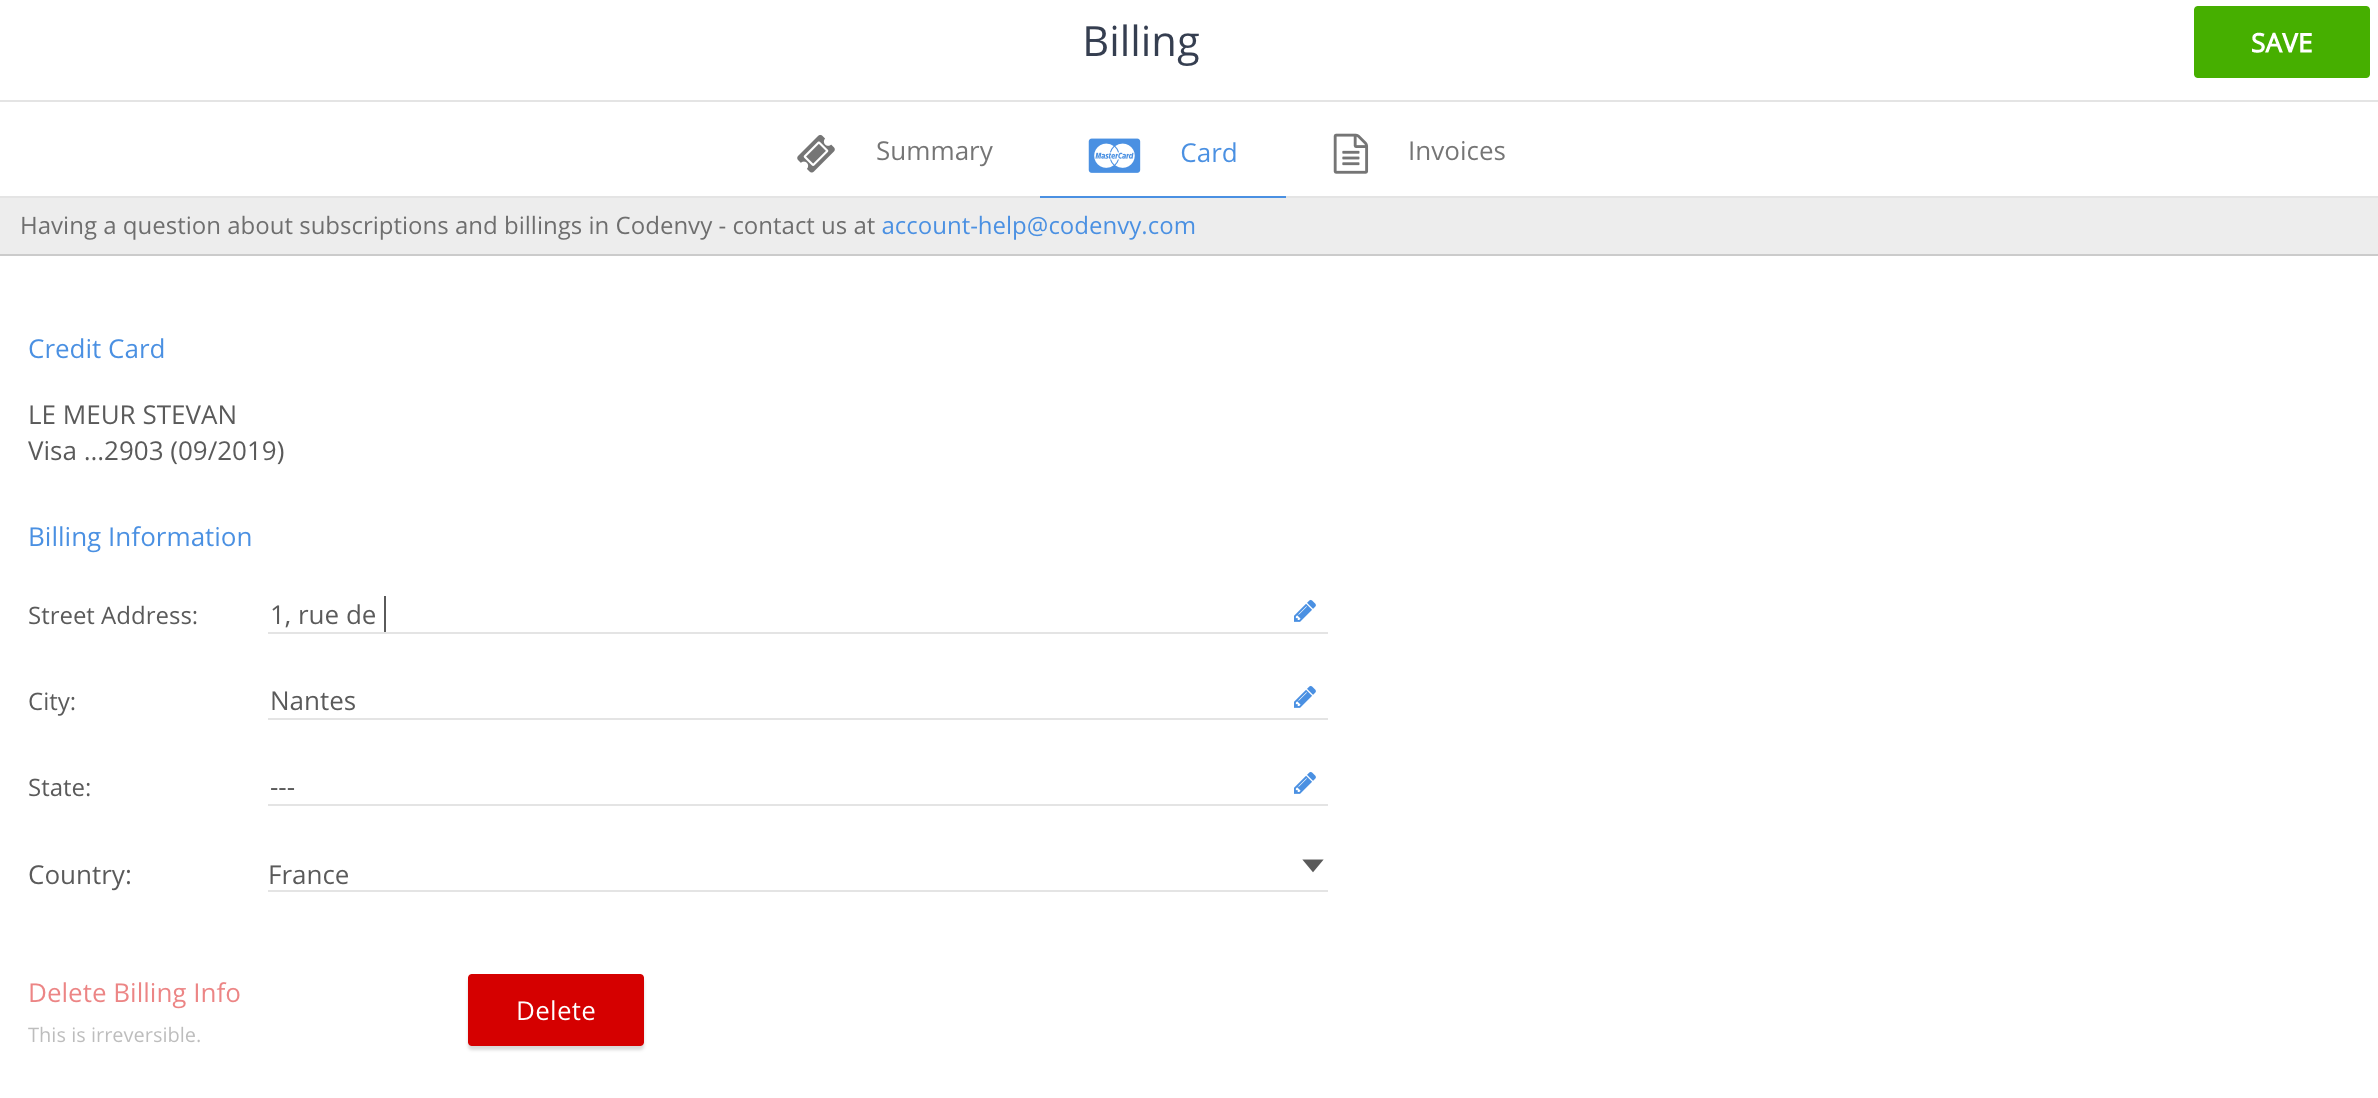 Billing
SAVE
Summary
MasterCard
Card
Invoices
Having a question about subscriptions and billings in Codenvy - contact us at account-help@codenvy.com
Credit Card
LE MEUR STEVAN
Visa ...2903 (09/2019)
Billing Information
Street Address: 1, rue de
City: Nantes
State: ---
Country: France
Delete Billing Info
Delete
This is irreversible.